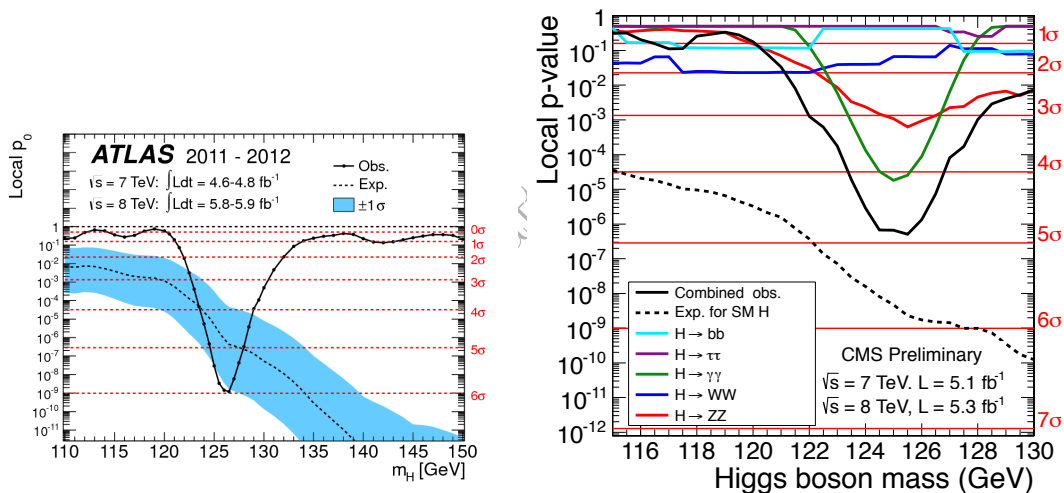 ATLAS 2011 - 2012
√s = 7 TeV: ∫Ldt = 4.6-4.8 fb⁻¹
√s = 8 TeV: ∫Ldt = 5.8-5.9 fb⁻¹
Obs.
Exp.
±1σ
Local p₀
1
10⁻¹
10⁻²
10⁻³
10⁻⁴
10⁻⁵
10⁻⁶
10⁻⁷
10⁻⁸
10⁻⁹
10⁻¹⁰
10⁻¹¹
0σ
1σ
2σ
3σ
4σ
5σ
6σ
110 115 120 125 130 135 140 145 150
m_H [GeV]
Local p-value
1
10⁻¹
10⁻²
10⁻³
10⁻⁴
10⁻⁵
10⁻⁶
10⁻⁷
10⁻⁸
10⁻⁹
10⁻¹⁰
10⁻¹¹
10⁻¹²
1σ
2σ
3σ
4σ
5σ
6σ
7σ
Combined obs.
Exp. for SM H
H → bb
H → ττ
H → γγ
H → WW
H → ZZ
CMS Preliminary
√s = 7 TeV. L = 5.1 fb⁻¹
√s = 8 TeV, L = 5.3 fb⁻¹
116 118 120 122 124 126 128 130
Higgs boson mass (GeV)